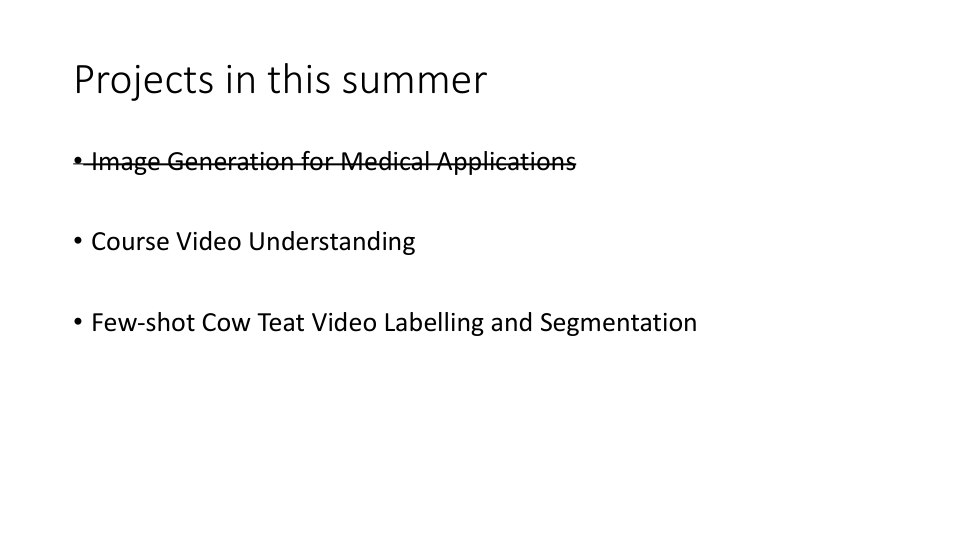 Projects in this summer
• Image Generation for Medical Applications
• Course Video Understanding
• Few-shot Cow Teat Video Labelling and Segmentation